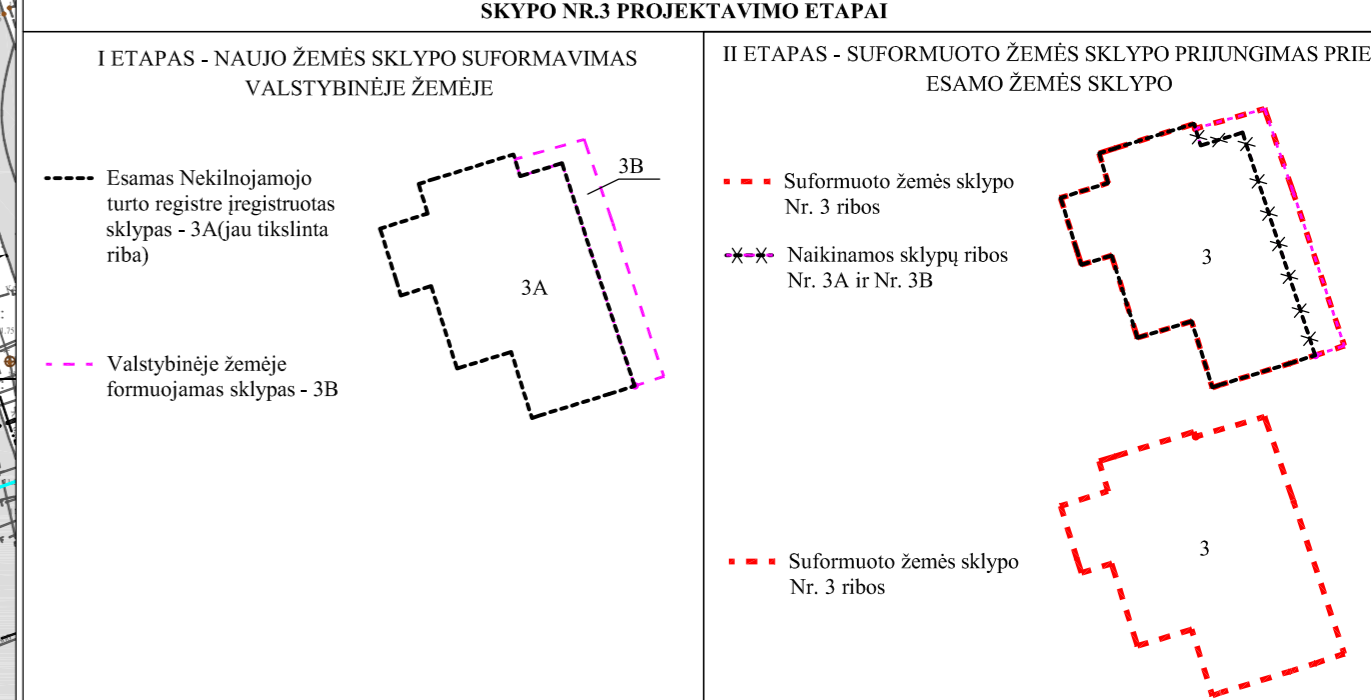 SKYPO NR.3 PROJEKTAVIMO ETAPAI
I ETAPAS - NAUJO ŽEMĖS SKLYPO SUFORMAVIMAS
VALSTYBINĖJE ŽEMĖJE
Esamas Nekilnojamojo
turto registre įregistruotas
sklypas - 3A(jau tikslinta
riba)
3B
3A
Valstybinėje žemėje
formuojamas sklypas - 3B
II ETAPAS - SUFORMUOTO ŽEMĖS SKLYPO PRIJUNGIMAS PRIE
ESAMO ŽEMĖS SKLYPO
Suformuoto žemės sklypo
Nr. 3 ribos
Naikinamos sklypų ribos
Nr. 3A ir Nr. 3B
3
Suformuoto žemės sklypo
Nr. 3 ribos
3